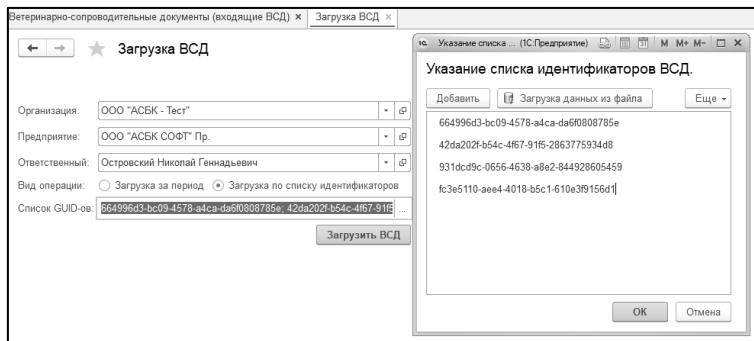 Ветеринарно-сопроводительные документы (входящие ВСД) × Загрузка ВСД ×
Загрузка ВСД
Организация: ООО "АСБК - Тест"
Предприятие: ООО "АСБК СОФТ" Пр.
Ответственный: Островский Николай Геннадьевич
Вид операции: Загрузка за период Загрузка по списку идентификаторов
Список GUID-ов: 664996d3-bc09-4578-a4ca-da6f0808785e; 42da202f-b54c-4f67-91f5 ...
Загрузить ВСД
1С Указание списка ... (1С:Предприятие) 31 M M+ M-
Указание списка идентификаторов ВСД.
Добавить Загрузка данных из файла Еще
664996d3-bc09-4578-a4ca-da6f0808785e
42da202f-b54c-4f67-91f5-2863775934d8
931dcd9c-0656-4638-a8e2-844928605459
fc3e5110-aee4-4018-b5c1-610e3f9156d1
ОК Отмена